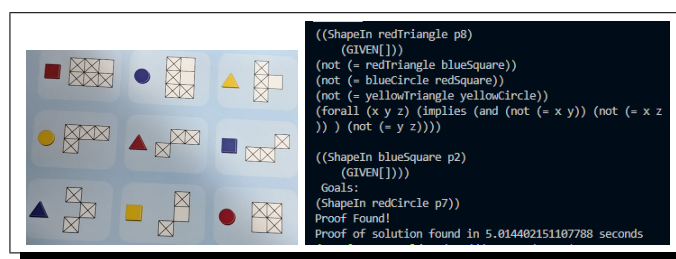 ((ShapeIn redTriangle p8)
(GIVEN[]))
(not (= redTriangle blueSquare))
(not (= blueCircle redSquare))
(not (= yellowTriangle yellowCircle))
(forall (x y z) (implies (and (not (= x y)) (not (= x z
)) ) (not (= y z))))
((ShapeIn blueSquare p2)
(GIVEN[])))
Goals:
(ShapeIn redCircle p7))
Proof Found!
Proof of solution found in 5.014402151107788 seconds